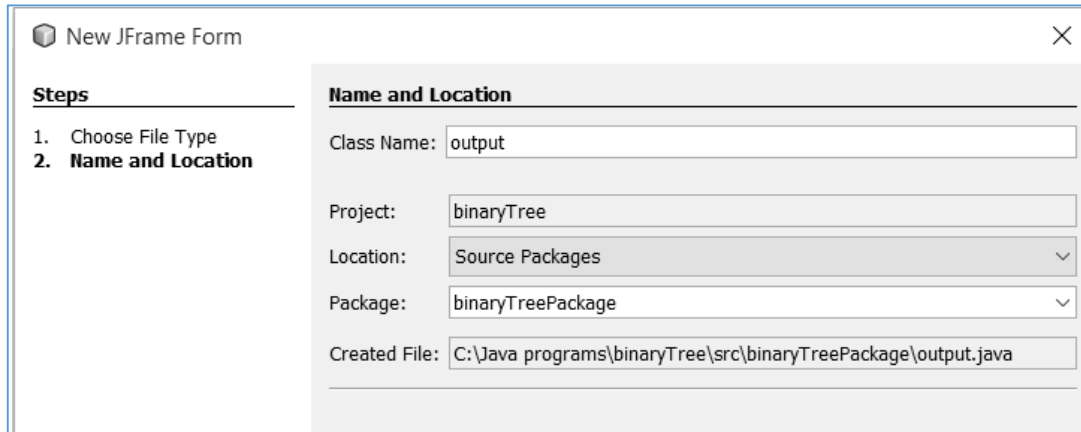 New JFrame Form
Steps
1. Choose File Type
2. Name and Location
Name and Location
Class Name: output
Project: binaryTree
Location: Source Packages
Package: binaryTreePackage
Created File: C:\Java programs\binaryTree\src\binaryTreePackage\output.java